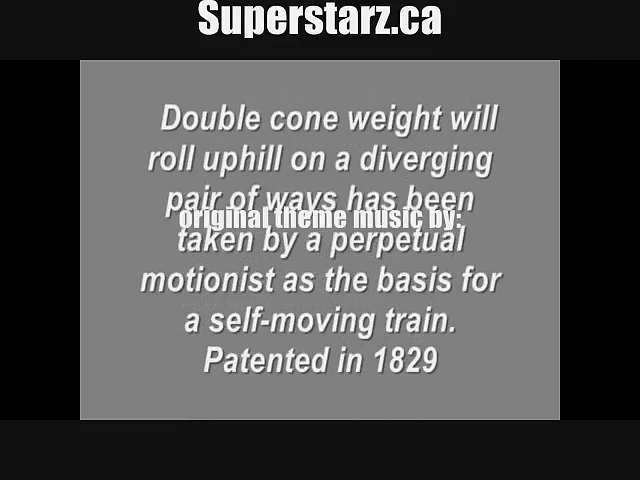 Superstarz.ca
Double cone weight will
roll uphill on a diverging
pair of ways has been
original theme music by:
taken by a perpetual
motionist as the basis for
a self-moving train.
Patented in 1829